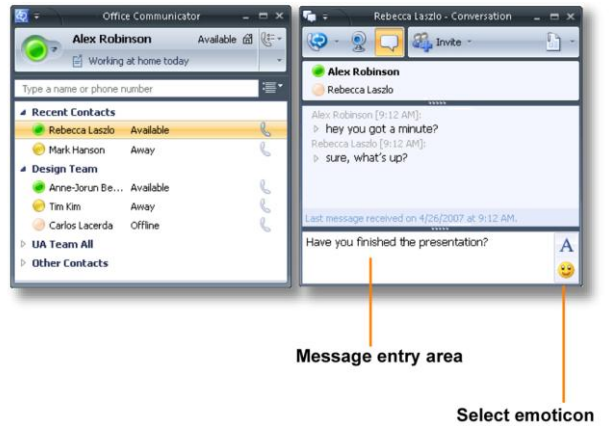 Office Communicator
Alex Robinson Available
Working at home today
Type a name or phone number
Recent Contacts
Rebecca Laszlo Available
Mark Hanson Away
Design Team
Anne-Jorun Be... Available
Tim Kim Away
Carlos Lacerda Offline
UA Team All
Other Contacts
Rebecca Laszlo - Conversation
Invite
Alex Robinson
Rebecca Laszlo
Alex Robinson [9:12 AM]:
hey you got a minute?
Rebecca Laszlo [9:12 AM]:
sure, what's up?
Last message received on 4/26/2007 at 9:12 AM.
Have you finished the presentation?
A
Message entry area
Select emoticon